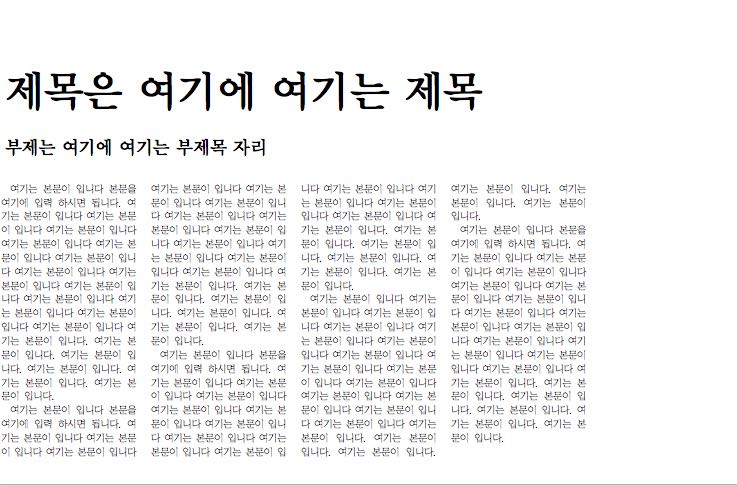 제목은 여기에 여기는 제목
부제는 여기에 여기는 부제목 자리
여기는 본문이 입니다 본문을
여기에 입력 하시면 됩니다. 여
기는 본문이 입니다 여기는 본문
이 입니다 여기는 본문이 입니다
여기는 본문이 입니다 여기는 본
문이 입니다 여기는 본문이 입니
다 여기는 본문이 입니다 여기는
본문이 입니다 여기는 본문이 입
니다 여기는 본문이 입니다 여기
는 본문이 입니다 여기는 본문이
입니다 여기는 본문이 입니다 여
기는 본문이 입니다. 여기는 본
문이 입니다. 여기는 본문이 입
니다. 여기는 본문이 입니다. 여
기는 본문이 입니다. 여기는 본
문이 입니다.
여기는 본문이 입니다 본문을
여기에 입력 하시면 됩니다. 여
기는 본문이 입니다 여기는 본문
이 입니다 여기는 본문이 입니다
여기는 본문이 입니다 여기는 본
문이 입니다 여기는 본문이 입니
다 여기는 본문이 입니다 여기는
본문이 입니다 여기는 본문이 입
니다 여기는 본문이 입니다 여기
는 본문이 입니다 여기는 본문이
입니다 여기는 본문이 입니다 여
기는 본문이 입니다. 여기는 본
문이 입니다. 여기는 본문이 입
니다. 여기는 본문이 입니다. 여
기는 본문이 입니다. 여기는 본
문이 입니다.
여기는 본문이 입니다 본문을
여기에 입력 하시면 됩니다. 여
기는 본문이 입니다 여기는 본문
이 입니다 여기는 본문이 입니다
여기는 본문이 입니다 여기는 본
문이 입니다 여기는 본문이 입니
다 여기는 본문이 입니다 여기는
본문이 입니다 여기는 본문이 입
니다 여기는 본문이 입니다 여기
는 본문이 입니다 여기는 본문이
입니다 여기는 본문이 입니다 여
기는 본문이 입니다. 여기는 본
문이 입니다. 여기는 본문이 입
니다. 여기는 본문이 입니다. 여
기는 본문이 입니다. 여기는 본
문이 입니다.
여기는 본문이 입니다 여기는
본문이 입니다 여기는 본문이 입
니다 여기는 본문이 입니다 여기
는 본문이 입니다 여기는 본문이
입니다 여기는 본문이 입니다 여
기는 본문이 입니다 여기는 본문
이 입니다 여기는 본문이 입니다
여기는 본문이 입니다 여기는 본
문이 입니다 여기는 본문이 입니
다 여기는 본문이 입니다 여기는
본문이 입니다. 여기는 본문이
입니다. 여기는 본문이 입니다.
여기는 본문이 입니다. 여기는
본문이 입니다. 여기는 본문이
입니다.
여기는 본문이 입니다 본문을
여기에 입력 하시면 됩니다. 여
기는 본문이 입니다 여기는 본문
이 입니다 여기는 본문이 입니다
여기는 본문이 입니다 여기는 본
문이 입니다 여기는 본문이 입니
다 여기는 본문이 입니다 여기는
본문이 입니다 여기는 본문이 입
니다 여기는 본문이 입니다 여기
는 본문이 입니다 여기는 본문이
입니다 여기는 본문이 입니다 여
기는 본문이 입니다. 여기는 본
문이 입니다. 여기는 본문이 입
니다. 여기는 본문이 입니다. 여
기는 본문이 입니다. 여기는 본
문이 입니다.